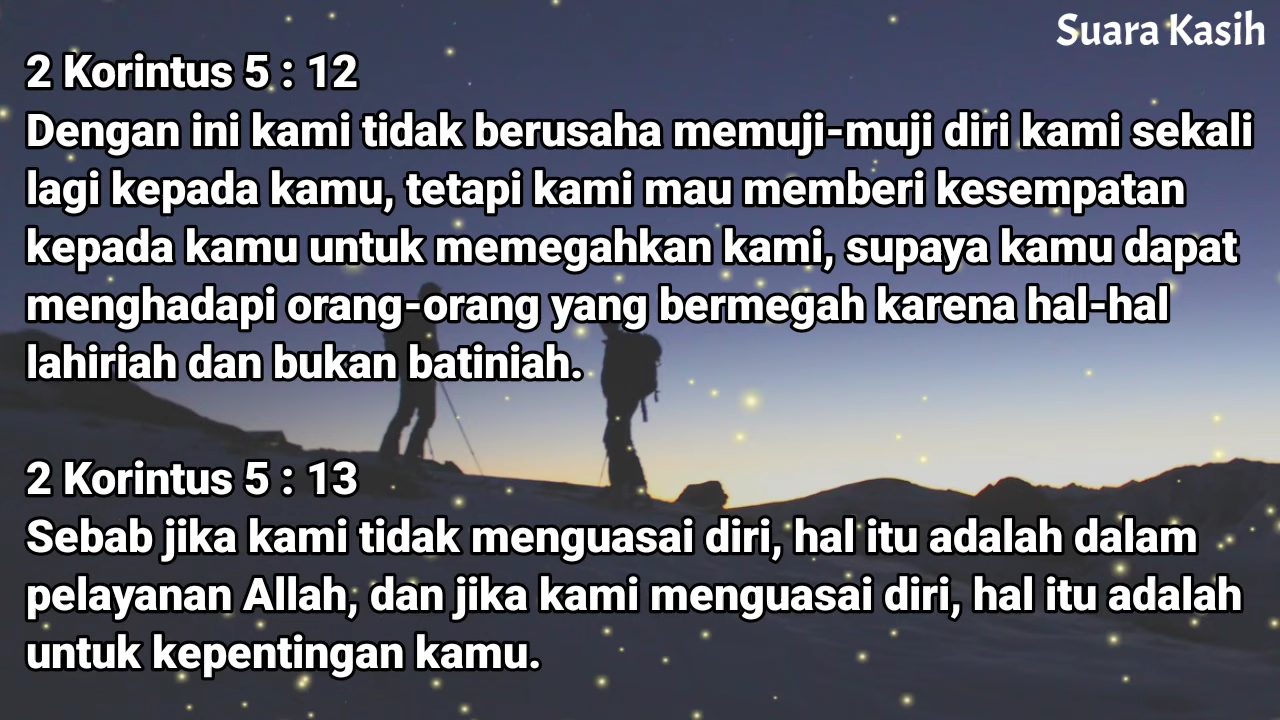 Suara Kasih
2 Korintus 5 : 12
Dengan ini kami tidak berusaha memuji-muji diri kami sekali
lagi kepada kamu, tetapi kami mau memberi kesempatan
kepada kamu untuk memegahkan kami, supaya kamu dapat
menghadapi orang-orang yang bermegah karena hal-hal
lahiriah dan bukan batiniah.
2 Korintus 5 : 13
Sebab jika kami tidak menguasai diri, hal itu adalah dalam
pelayanan Allah, dan jika kami menguasai diri, hal itu adalah
untuk kepentingan kamu.